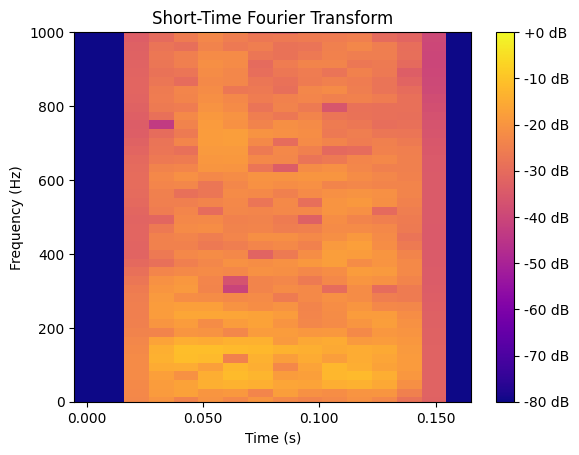 Short-Time Fourier Transform
Frequency (Hz)
1000
800
600
400
200
0
0.000
0.050
0.100
0.150
Time (s)
+0 dB
-10 dB
-20 dB
-30 dB
-40 dB
-50 dB
-60 dB
-70 dB
-80 dB